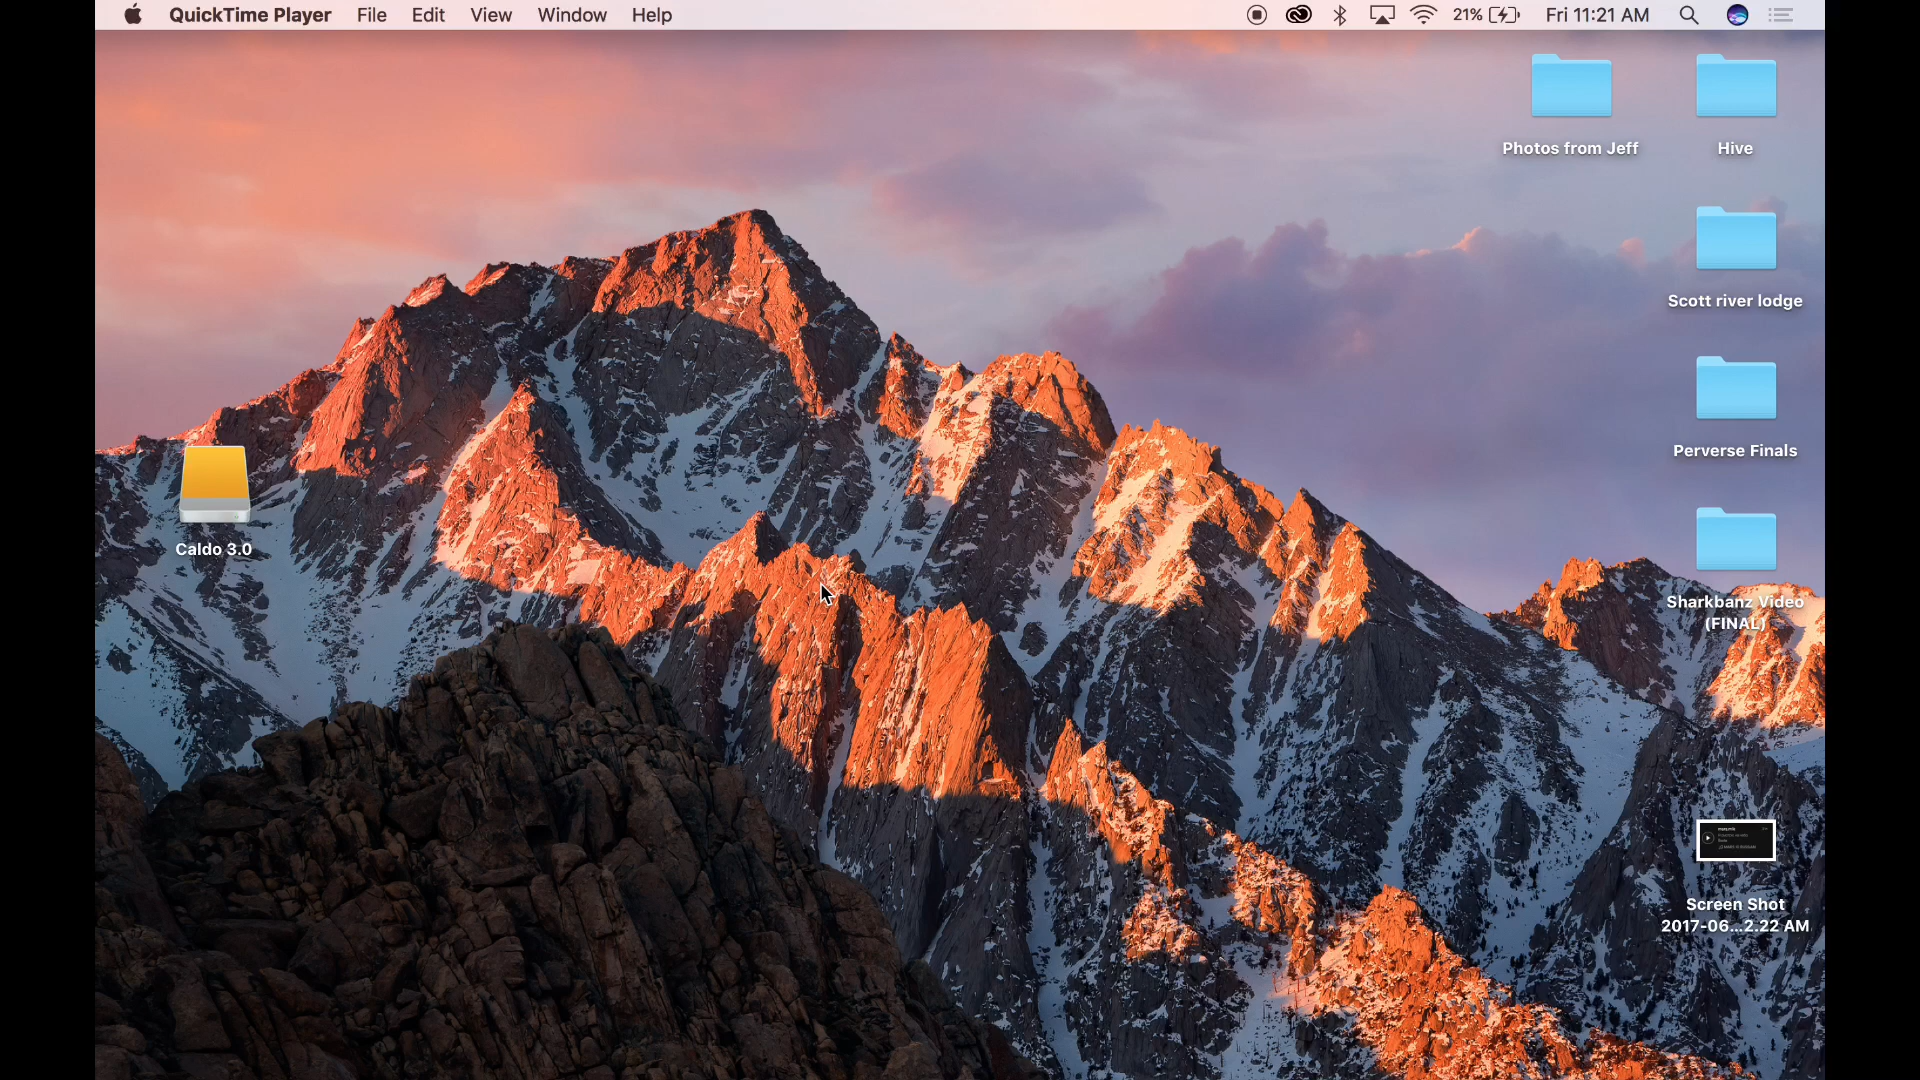 QuickTime Player File Edit View Window Help 21% Fri 11:21 AM
Photos from Jeff
Hive
Scott river lodge
Perverse Finals
Caldo 3.0
Sharkbanz Video
(FINAL)
Screen Shot
2017-06...2.22 AM